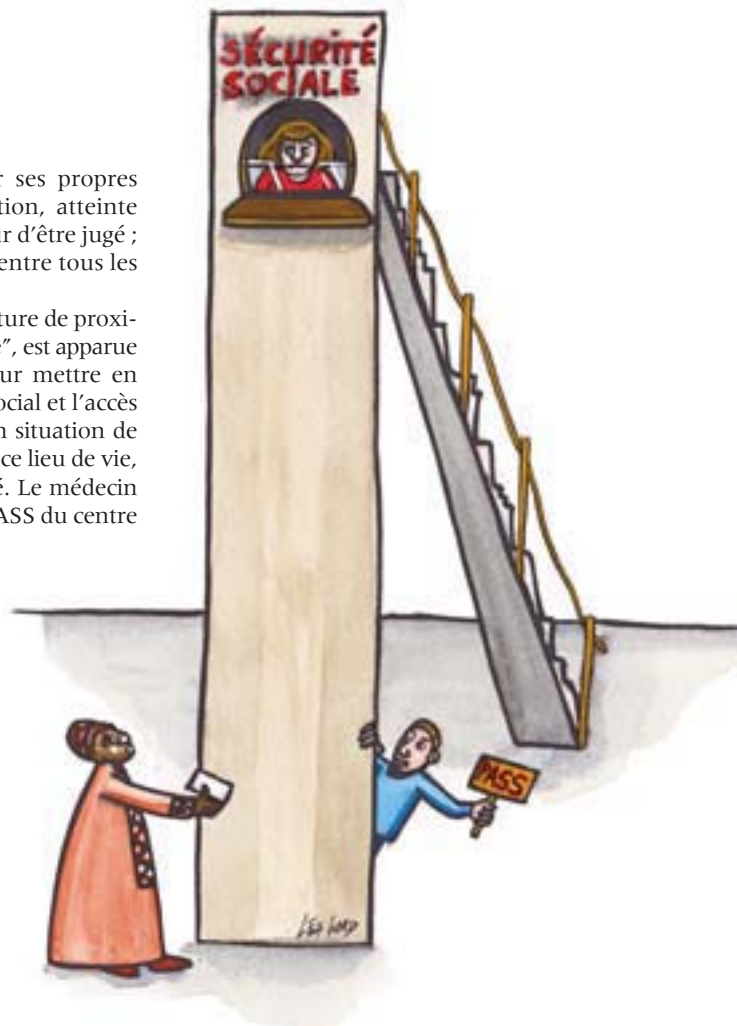 SÉCURITÉ
SOCIALE
r ses propres
tion, atteinte
ur d'être jugé ;
entre tous les
ture de proxi-
e", est apparue
ur mettre en
ocial et l'accès
n situation de
ce lieu de vie,
é. Le médecin
ASS du centre
PASS